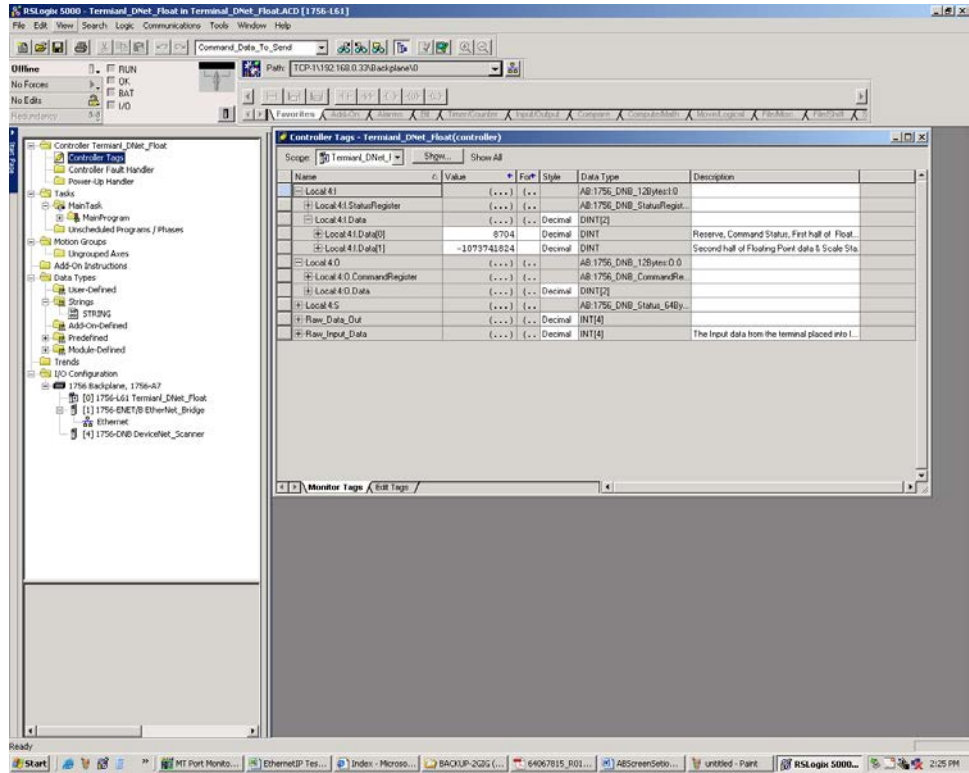 RSLogix 5000 - Termianl_DNet_Float in Terminal_DNet_Float.ACD [1756-L61]
File Edit View Search Logic Communications Tools Window Help
Command_Data_To_Send
Offline RUN Path: TCP-1\192.168.0.33\Backplane\0
No Forces OK
No Edits BAT
Redundancy I/O
Favorites Add-On Alarms Bit Timer/Counter Input/Output Compare Compute/Math Move/Logical File/Misc. File/Shift
Start Page
Controller Termianl_DNet_Float
Controller Tags
Controller Fault Handler
Power-Up Handler
Tasks
MainTask
MainProgram
Unscheduled Programs / Phases
Motion Groups
Ungrouped Axes
Add-On Instructions
Data Types
User-Defined
Strings
STRING
Add-On-Defined
Predefined
Module-Defined
Trends
I/O Configuration
1756 Backplane, 1756-A7
[0] 1756-L61 Termianl_DNet_Float
[1] 1756-ENET/B EtherNet_Bridge
Ethernet
[4] 1756-DNB DeviceNet_Scanner
Controller Tags - Termianl_DNet_Float(controller)
Scope: Termianl_DNet_f Show... Show All
Name Value Style Data Type Description
Local:4:I {...} {.. AB:1756_DNB_12Bytes:I:0
Local:4:I.StatusRegister {...} {.. AB:1756_DNB_StatusRegist...
Local:4:I.Data {...} {.. Decimal DINT[2]
Local:4:I.Data[0] 8704 Decimal DINT Reserve, Command Status, First half of Float...
Local:4:I.Data[1] -1073741824 Decimal DINT Second half of Floating Point data & Scale Sta
Local:4:O {...} {.. AB:1756_DNB_12Bytes:O:0
Local:4:O.CommandRegister {...} {.. AB:1756_DNB_CommandRe...
Local:4:O.Data {...} {.. Decimal DINT[2]
Local:4:S {...} {.. AB:1756_DNB_Status_64By...
Raw_Data_Out {...} {.. Decimal INT[4]
Raw_Input_Data {...} {.. Decimal INT[4] The Input data from the terminal placed into I...
Monitor Tags Edit Tags
Ready
Start MT Port Monito... EthernetIP Tes... Index - Microso... BACKUP-2GIG (... 64067815_R01... ABScreenSetio... untitled - Paint RSLogix 5000... 2:25 PM